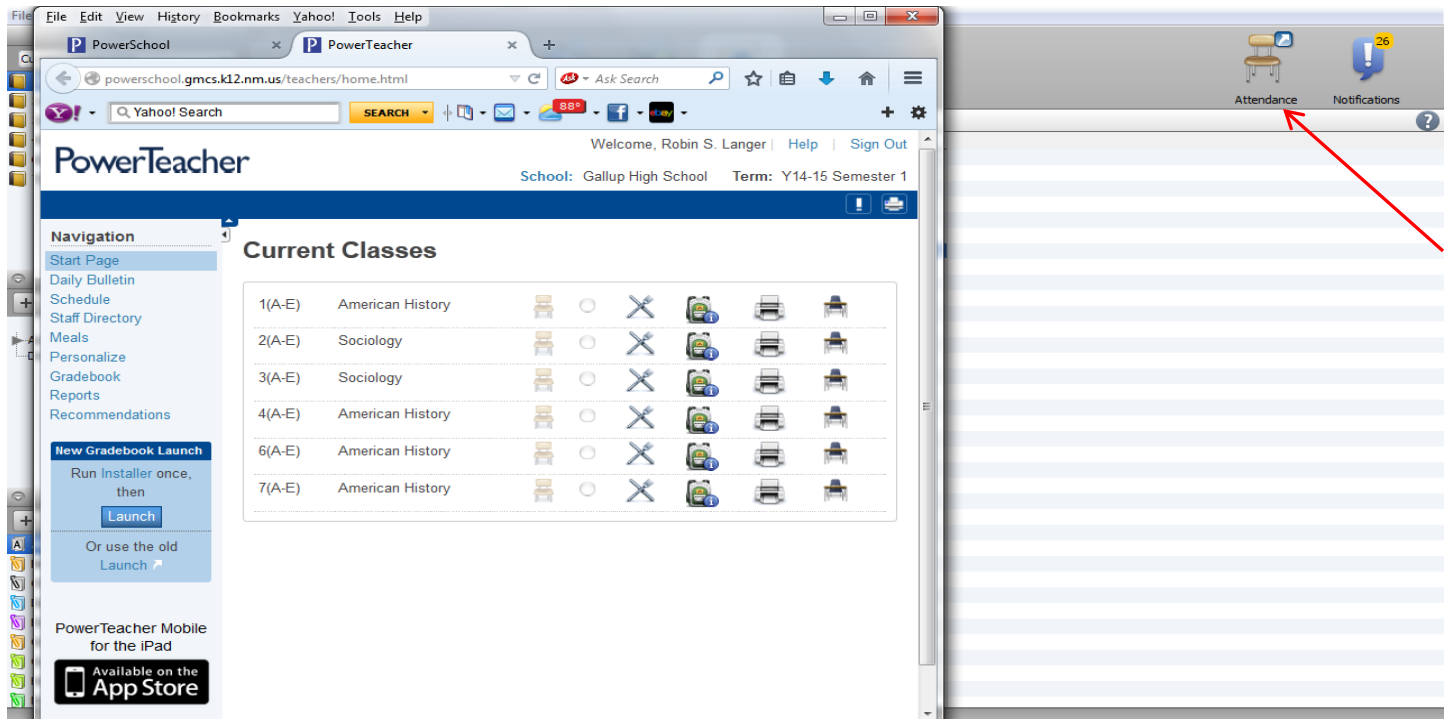 File
File Edit View History Bookmarks Yahoo! Tools Help
PowerSchool
PowerTeacher
powerschool.gmcs.k12.nm.us/teachers/home.html
Ask Search
Yahoo! Search
SEARCH
88°
ebay
26
Attendance Notifications
PowerTeacher
Welcome, Robin S. Langer | Help | Sign Out
School: Gallup High School Term: Y14-15 Semester 1
Navigation
Start Page
Daily Bulletin
Schedule
Staff Directory
Meals
Personalize
Gradebook
Reports
Recommendations
New Gradebook Launch
Run Installer once,
then
Launch
Or use the old
Launch
PowerTeacher Mobile
for the iPad
Available on the
App Store
Current Classes
1(A-E) American History
2(A-E) Sociology
3(A-E) Sociology
4(A-E) American History
6(A-E) American History
7(A-E) American History